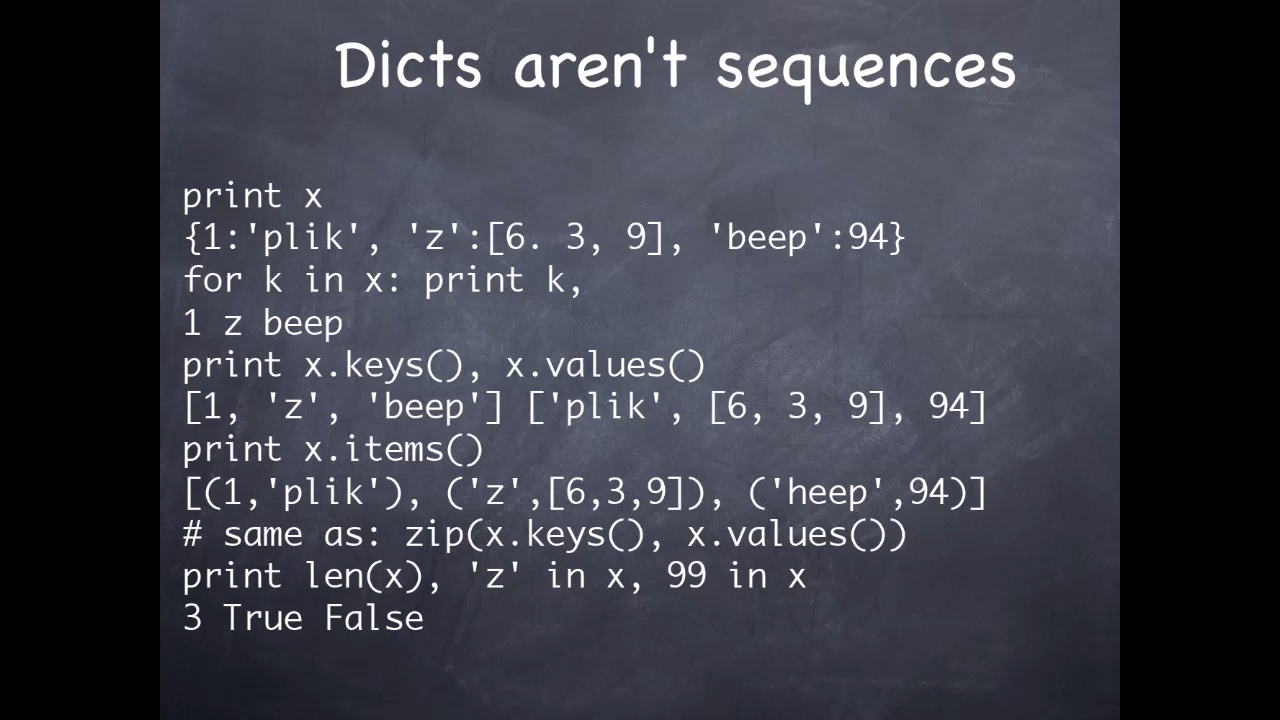 Dicts aren't sequences
print x
{1:'plik', 'z':[6. 3, 9], 'beep':94}
for k in x: print k,
1 z beep
print x.keys(), x.values()
[1, 'z', 'beep'] ['plik', [6, 3, 9], 94]
print x.items()
[(1,'plik'), ('z',[6,3,9]), ('heep',94)]
# same as: zip(x.keys(), x.values())
print len(x), 'z' in x, 99 in x
3 True False